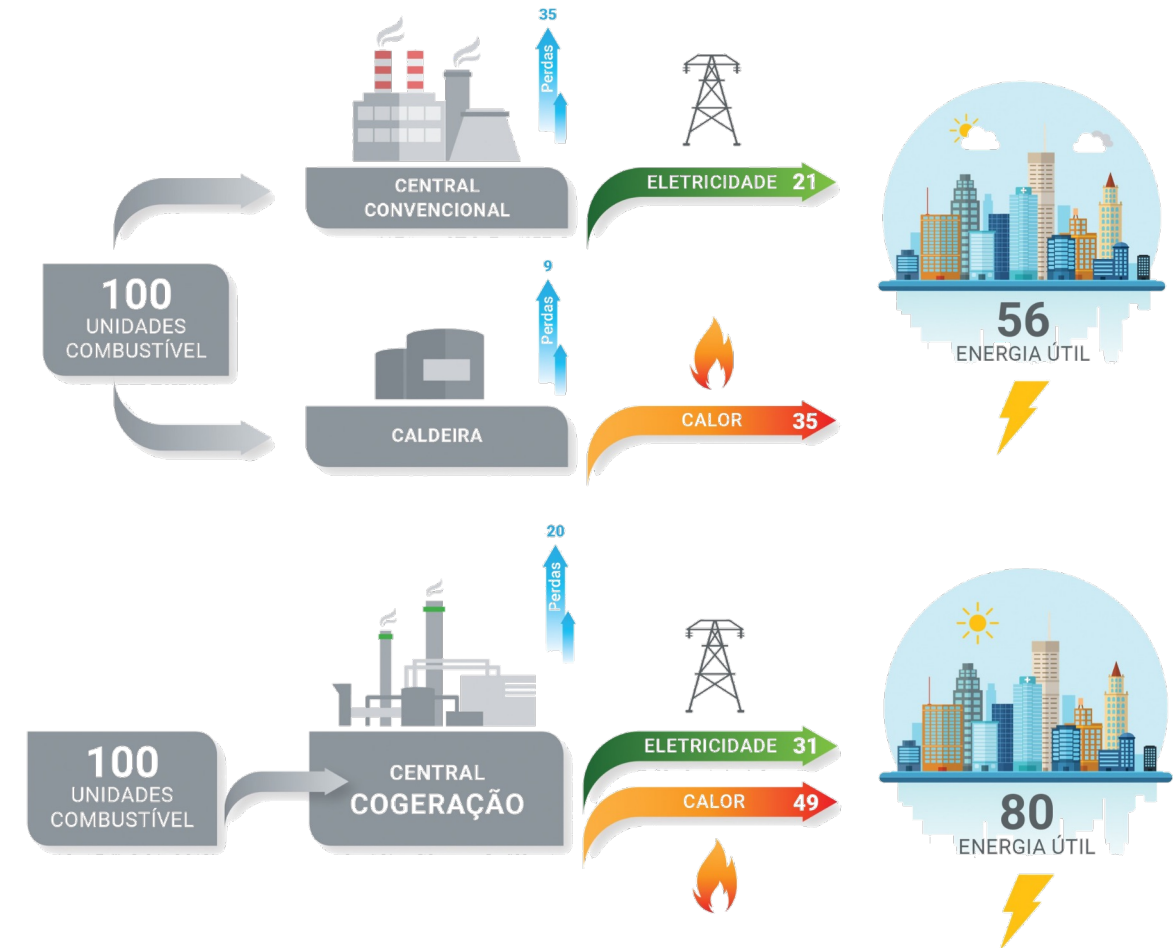 35
Perdas
CENTRAL
CONVENCIONAL
ELETRICIDADE 21
100
UNIDADES
COMBUSTÍVEL
9
Perdas
CALDEIRA
CALOR 35
56
ENERGIA ÚTIL
20
Perdas
100
UNIDADES
COMBUSTÍVEL
CENTRAL
COGERAÇÃO
ELETRICIDADE 31
CALOR 49
80
ENERGIA ÚTIL